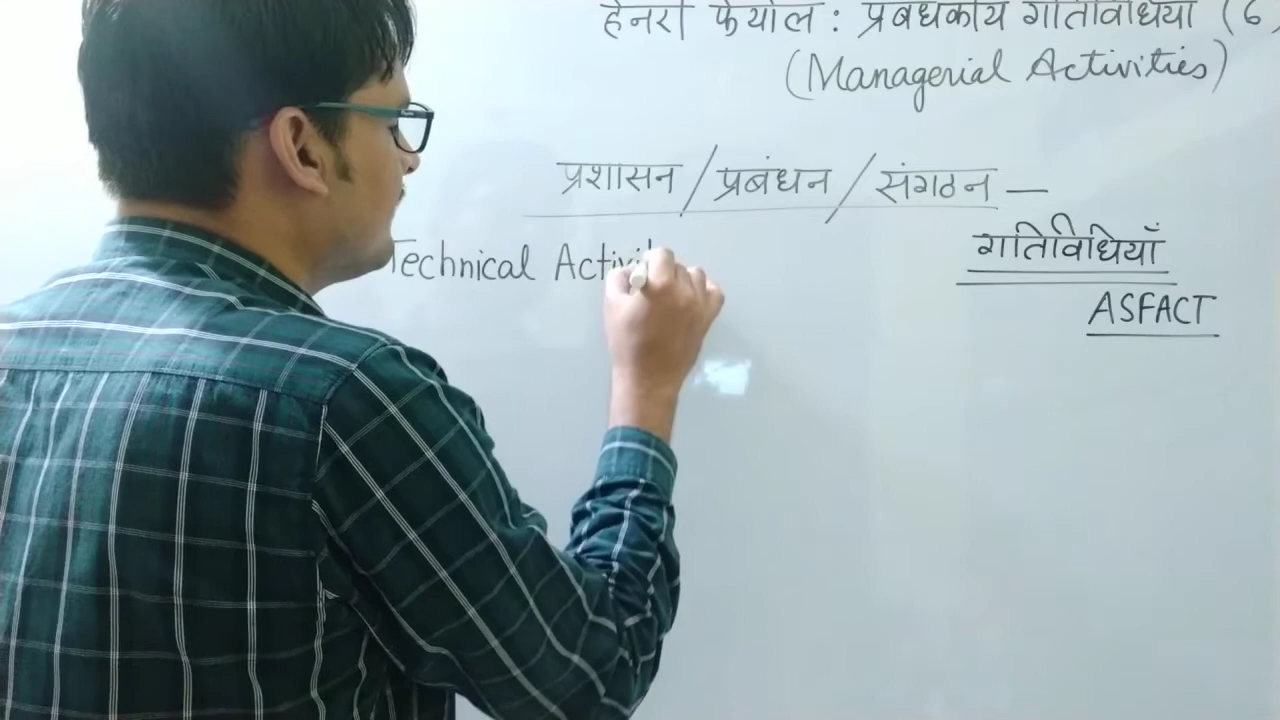 हेनरी फेयोल : प्रबंधकीय गतिविधियाँ (6)
(Managerial Activities)
प्रशासन / प्रबंधन / संगठन —
गतिविधियाँ
ASFACT
Technical Activi